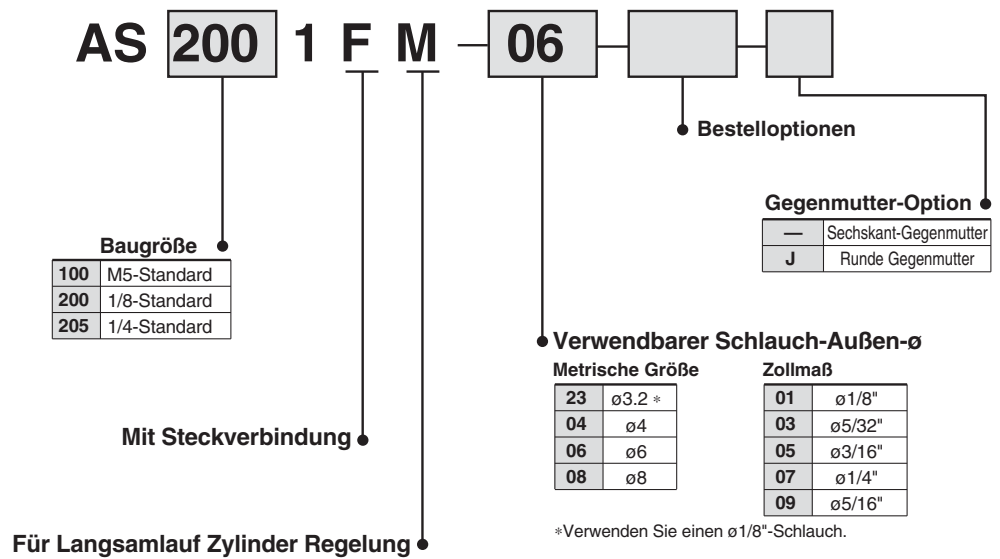 AS 200 1 F M — 06 — —
Bestelloptionen
Gegenmutter-Option
— Sechskant-Gegenmutter
J Runde Gegenmutter
Baugröße
100 M5-Standard
200 1/8-Standard
205 1/4-Standard
Verwendbarer Schlauch-Außen-ø
Metrische Größe
23 ø3.2 *
04 ø4
06 ø6
08 ø8
Zollmaß
01 ø1/8"
03 ø5/32"
05 ø3/16"
07 ø1/4"
09 ø5/16"
*Verwenden Sie einen ø1/8"-Schlauch.
Mit Steckverbindung
Für Langsamlauf Zylinder Regelung